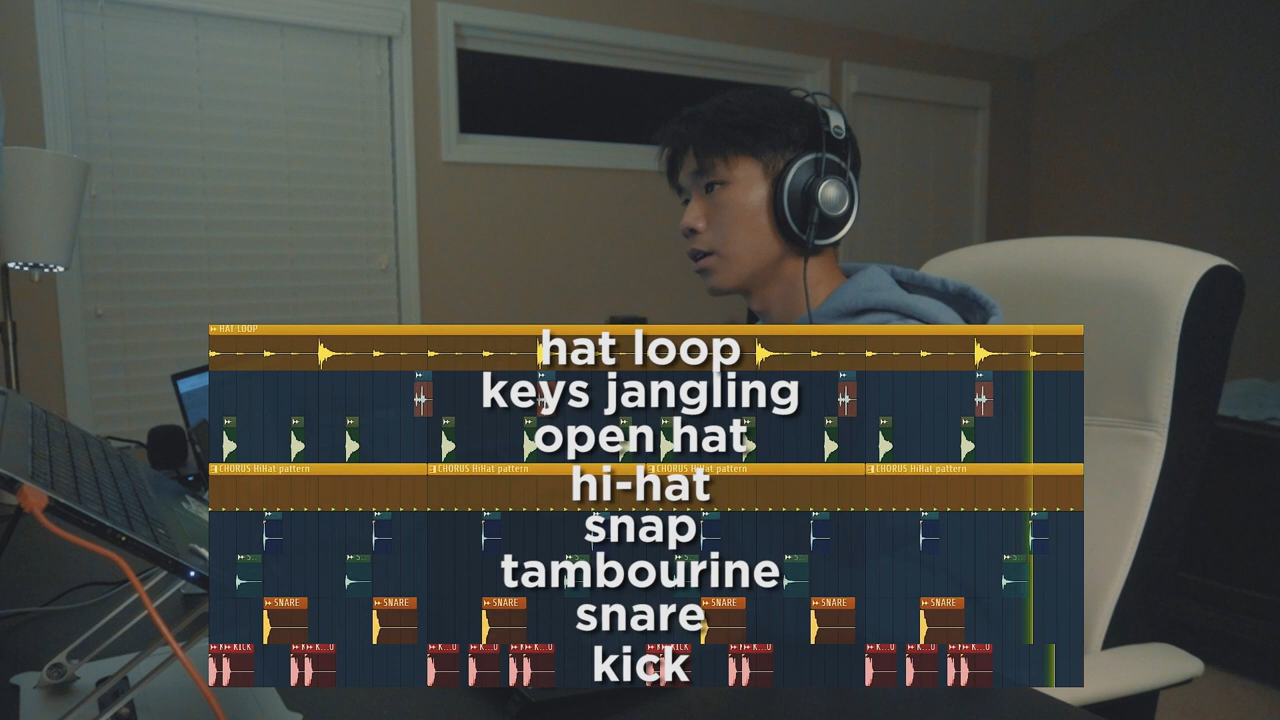 HAT LOOP
hat loop
keys jangling
open hat
CHORUS HiHat pattern CHORUS HiHat pattern CHORUS HiHat pattern CHORUS HiHat pattern
hi-hat
snap
S...
S...
S...
tambourine
SNARE SNARE SNARE SNARE SNARE SNARE
snare
KICK K...U K...U K...U K...U KICK K...U K...U K...U K...U
kick